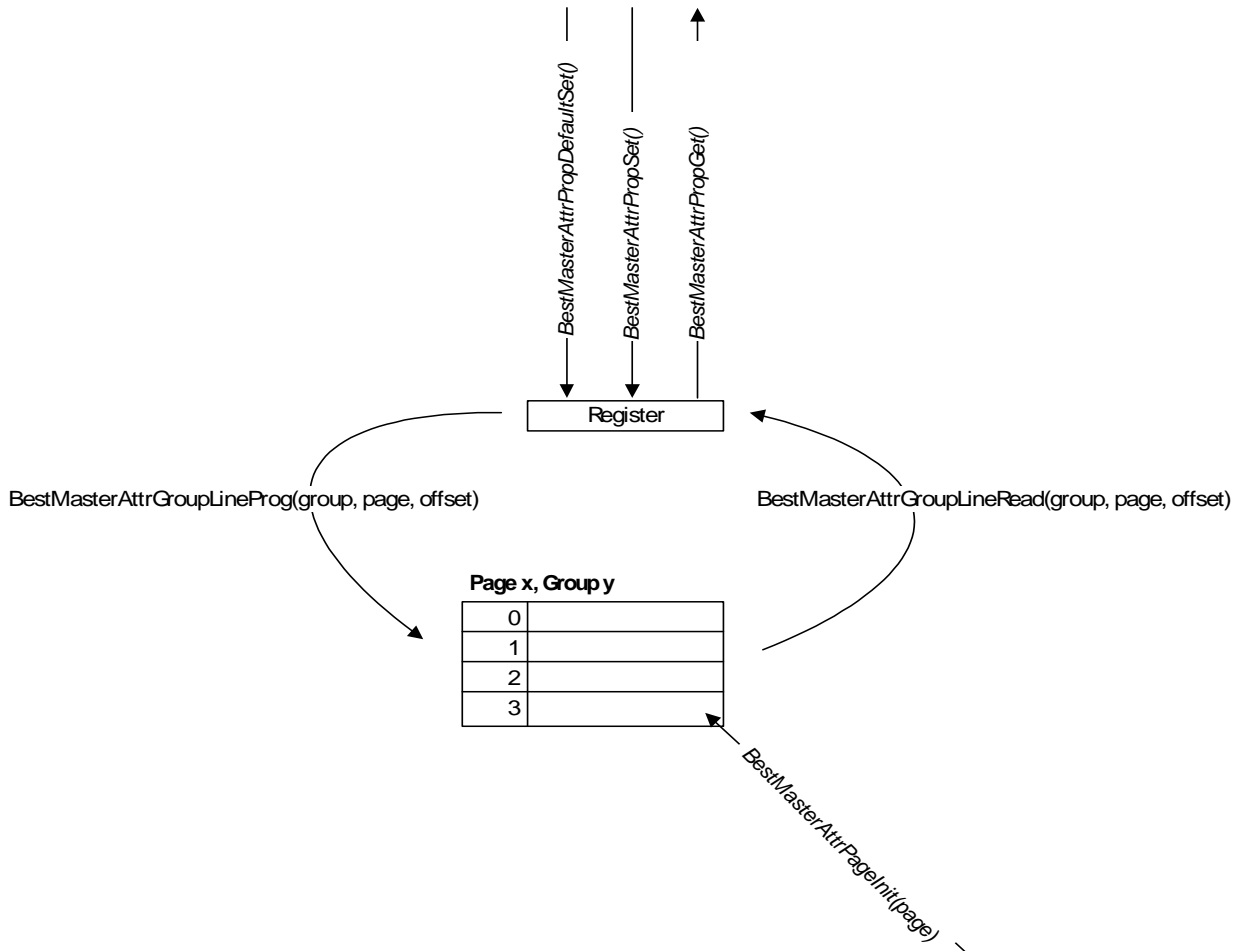 BestMasterAttrPropDefaultSet()
BestMasterAttrPropSet()
BestMasterAttrPropGet()
Register
BestMasterAttrGroupLineProg(group, page, offset)
BestMasterAttrGroupLineRead(group, page, offset)
Page x, Group y
0
1
2
3
BestMasterAttrPageInit(page)